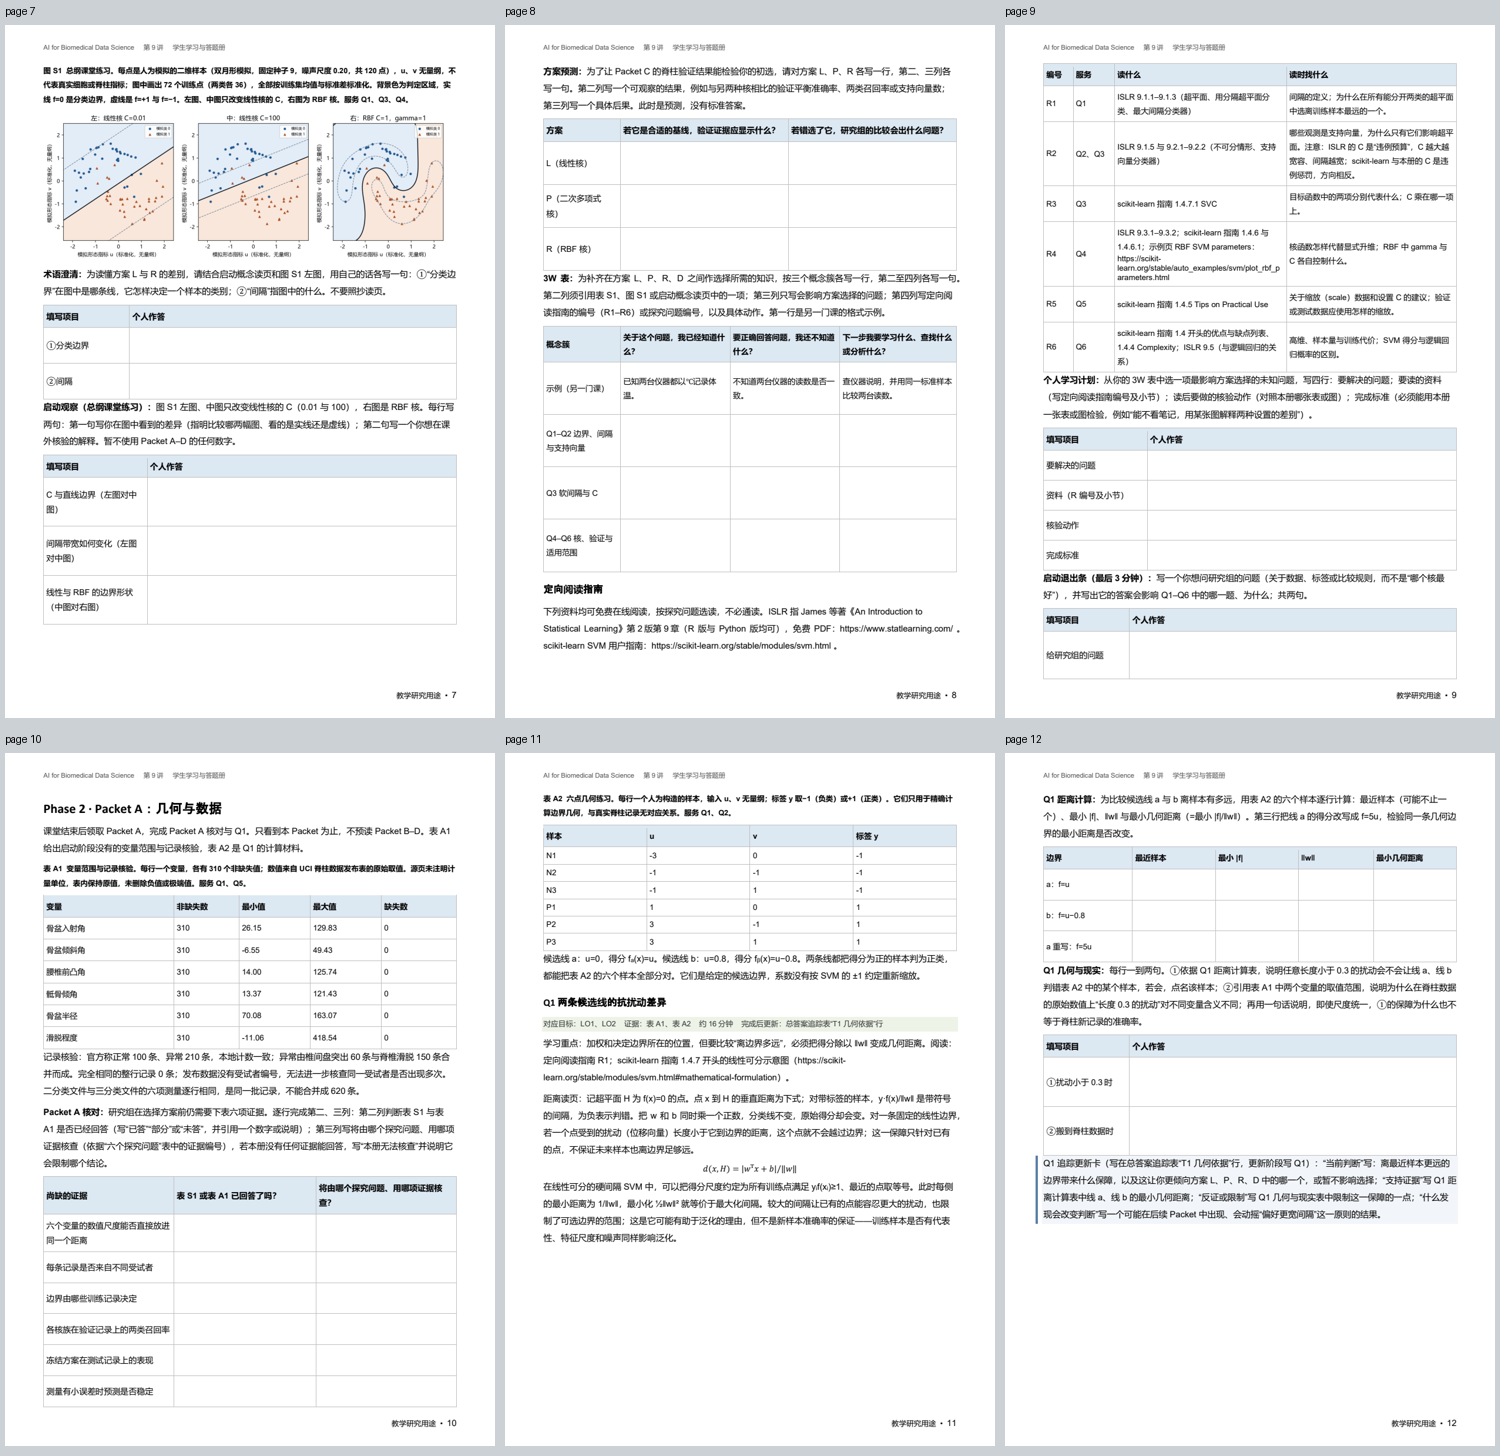 page 7
AI for Biomedical Data Science 第 9 讲 学生学习与答题册
图 S1 总纲课堂练习。每点是人为模拟的二维样本（双月形模拟，固定种子 9，噪声尺度 0.20，共 120 点），u、v 无量纲，不
代表真实细胞或脊柱指标；图中画出 72 个训练点（两类各 36），全部按训练集均值与标准差标准化。背景色为判定区域，实
线 f=0 是分类边界，虚线是 f=+1 与 f=−1。左图、中图只改变线性核的 C，右图为 RBF 核。服务 Q1、Q3、Q4。
左：线性核 C=0.01
中：线性核 C=100
右：RBF C=1，gamma=1
模拟形态指标 v（标准化，无量纲）
模拟形态指标 u（标准化，无量纲）
模拟形态指标 u（标准化，无量纲）
模拟形态指标 u（标准化，无量纲）
术语澄清：为读懂方案 L 与 R 的差别，请结合启动概念读页和图 S1 左图，用自己的话各写一句：①“分类边
界”在图中是哪条线，它怎样决定一个样本的类别；②“间隔”指图中的什么。不要照抄读页。
填写项目 个人作答
①分类边界
②间隔
启动观察（总纲课堂练习）：图 S1 左图、中图只改变线性核的 C（0.01 与 100），右图是 RBF 核。每行写
两句：第一句写你在图中看到的差异（指明比较哪两幅图、看的是实线还是虚线）；第二句写一个你想在课
外核验的解释。暂不使用 Packet A–D 的任何数字。
填写项目 个人作答
C 与直线边界（左图对中
图）
间隔带宽如何变化（左图
对中图）
线性与 RBF 的边界形状
（中图对右图）
教学研究用途 • 7
page 8
方案预测：为了让 Packet C 的脊柱验证结果能检验你的初选，请对方案 L、P、R 各写一行，第二、三列各
写一句。第二列写一个可观察的结果，例如与另两种核相比的验证平衡准确率、两类召回率或支持向量数；
第三列写一个具体后果。此时是预测，没有标准答案。
方案 若它是合适的基线，验证证据应显示什么？ 若错选了它，研究组的比较会出什么问题？
L（线性核）
P（二次多项式
核）
R（RBF 核）
3W 表：为补齐在方案 L、P、R、D 之间作选择所需的知识，按三个概念簇各写一行，第二至四列各写一句。
第二列须引用表 S1、图 S1 或启动概念读页中的一项；第三列只写会影响方案选择的问题；第四列写定向阅
读指南的编号（R1–R6）或探究问题编号，以及具体动作。第一行是另一门课的格式示例。
概念簇 关于这个问题，我已经知道什么？ 要正确回答问题，我还不知道什么？ 下一步我要学习什么、查找什么或分析什么？
示例（另一门课） 已知两台仪器都以℃记录体温。 不知道两台仪器的读数是否一致。 查仪器说明，并用同一标准样本比较两台读数。
Q1–Q2 边界、间隔
与支持向量
Q3 软间隔与 C
Q4–Q6 核、验证与
适用范围
定向阅读指南
下列资料均可免费在线阅读，按探究问题选读，不必通读。ISLR 指 James 等著《An Introduction to
Statistical Learning》第 2 版第 9 章（R 版与 Python 版均可），免费 PDF：https://www.statlearning.com/ 。
scikit-learn SVM 用户指南：https://scikit-learn.org/stable/modules/svm.html 。
教学研究用途 • 8
page 9
AI for Biomedical Data Science 第 9 讲 学生学习与答题册
编号 服务 读什么 读时找什么
R1 Q1 ISLR 9.1.1–9.1.3（超平面、用分隔超平面分类、最大间隔分类器） 间隔的定义；为什么在所有能分开两类的超平面中选离训练样本最远的一个。
R2 Q2、Q3 ISLR 9.1.5 与 9.2.1–9.2.2（不可分情形、支持向量分类器） 哪些观测是支持向量，为什么只有它们影响超平面。注意：ISLR 的 C 是“违例预算”，C 越大越宽容、间隔越宽；scikit-learn 与本册的 C 是违例惩罚，方向相反。
R3 Q3 scikit-learn 指南 1.4.7.1 SVC 目标函数中的两项分别代表什么；C 乘在哪一项上。
R4 Q4 ISLR 9.3.1–9.3.2；scikit-learn 指南 1.4.6 与 1.4.6.1；示例页 RBF SVM parameters：https://scikit-learn.org/stable/auto_examples/svm/plot_rbf_parameters.html 核函数怎样代替显式升维；RBF 中 gamma 与 C 各自控制什么。
R5 Q5 scikit-learn 指南 1.4.5 Tips on Practical Use 关于缩放（scale）数据和设置 C 的建议；验证或测试数据应使用怎样的缩放。
R6 Q6 scikit-learn 指南 1.4 开头的优点与缺点列表、1.4.4 Complexity；ISLR 9.5（与逻辑回归的关系） 高维、样本量与训练代价；SVM 得分与逻辑回归概率的区别。
个人学习计划：从你的 3W 表中选一项最影响方案选择的未知问题，写四行：要解决的问题；要读的资料
（写定向阅读指南编号及小节）；读后要做的核验动作（对照本册哪张表或图）；完成标准（必须能用本册
一张表或图检验，例如“能不看笔记，用某张图解释两种设置的差别”）。
填写项目 个人作答
要解决的问题
资料（R 编号及小节）
核验动作
完成标准
启动退出条（最后 3 分钟）：写一个你想问研究组的问题（关于数据、标签或比较规则，而不是“哪个核最
好”），并写出它的答案会影响 Q1–Q6 中的哪一题、为什么；共两句。
填写项目 个人作答
给研究组的问题
教学研究用途 • 9
page 10
AI for Biomedical Data Science 第 9 讲 学生学习与答题册
Phase 2 · Packet A：几何与数据
课堂结束后领取 Packet A，完成 Packet A 核对与 Q1。只看到本 Packet 为止，不预读 Packet B–D。表 A1
给出启动阶段没有的变量范围与记录核验，表 A2 是 Q1 的计算材料。
表 A1 变量范围与记录核验。每行一个变量，各有 310 个非缺失值；数值来自 UCI 脊柱数据发布表的原始取值。源页未注明计
量单位，表内保持原值，未删除负值或极端值。服务 Q1、Q5。
变量 非缺失数 最小值 最大值 缺失数
骨盆入射角 310 26.15 129.83 0
骨盆倾斜角 310 -6.55 49.43 0
腰椎前凸角 310 14.00 125.74 0
骶骨倾角 310 13.37 121.43 0
骨盆半径 310 70.08 163.07 0
滑脱程度 310 -11.06 418.54 0
记录核验：官方称正常 100 条、异常 210 条，本地计数一致；异常由椎间盘突出 60 条与脊椎滑脱 150 条合
并而成。完全相同的整行记录 0 条；发布数据没有受试者编号，无法进一步核查同一受试者是否出现多次。
二分类文件与三分类文件的六项测量逐行相同，是同一批记录，不能合并成 620 条。
Packet A 核对：研究组在选择方案前仍需要下表六项证据。逐行完成第二、三列：第二列判断表 S1 与表
A1 是否已经回答（写“已答”“部分”或“未答”，并引用一个数字或说明）；第三列写将由哪个探究问题、用哪项
证据核查（依据“六个探究问题”表中的证据编号），若本册没有任何证据能回答，写“本册无法核查”并说明它
会限制哪个结论。
尚缺的证据 表 S1 或表 A1 已回答了吗？ 将由哪个探究问题、用哪项证据核查？
六个变量的数值尺度能否直接放进
同一个距离
每条记录是否来自不同受试者
边界由哪些训练记录决定
各核族在验证记录上的两类召回率
冻结方案在测试记录上的表现
测量有小误差时预测是否稳定
教学研究用途 • 10
page 11
AI for Biomedical Data Science 第 9 讲 学生学习与答题册
表 A2 六点几何练习。每行一个人为构造的样本，输入 u、v 无量纲；标签 y 取−1（负类）或+1（正类）。它们只用于精确计
算边界几何，与真实脊柱记录无对应关系。服务 Q1、Q2。
样本 u v 标签 y
N1 -3 0 -1
N2 -1 -1 -1
N3 -1 1 -1
P1 1 0 1
P2 3 -1 1
P3 3 1 1
候选线 a：u=0，得分 fₐ(x)=u。候选线 b：u=0.8，得分 fᵦ(x)=u−0.8。两条线都把得分为正的样本判为正类，
都能把表 A2 的六个样本全部分对。它们是给定的候选边界，系数没有按 SVM 的 ±1 约定重新缩放。
Q1 两条候选线的抗扰动差异
对应目标：LO1、LO2 证据：表 A1、表 A2 约 16 分钟 完成后更新：总答案追踪表“T1 几何依据”行
学习重点：加权和决定边界所在的位置，但要比较“离边界多远”，必须把得分除以 ‖w‖ 变成几何距离。阅读：
定向阅读指南 R1；scikit-learn 指南 1.4.7 开头的线性可分示意图（https://scikit-
learn.org/stable/modules/svm.html#mathematical-formulation）。
距离读页：记超平面 H 为 f(x)=0 的点。点 x 到 H 的垂直距离为下式；对带标签的样本，y·f(x)/‖w‖ 是带符号
的间隔，为负表示判错。把 w 和 b 同时乘一个正数，分类线不变，原始得分却会变。对一条固定的线性边界，
若一个点受到的扰动（位移向量）长度小于它到边界的距离，这个点就不会越过边界；这一保障只针对已有
的点，不保证未来样本也离边界足够远。
d(x, H) = |wᵀx + b|/‖w‖
在线性可分的硬间隔 SVM 中，可以把得分尺度约定为所有训练点满足 yᵢf(xᵢ)≥1、最近的点取等号。此时每侧
的最小距离为 1/‖w‖，最小化 ½‖w‖² 就等价于最大化间隔。较大的间隔让已有的点能容忍更大的扰动，也限
制了可选边界的范围；这是它可能有助于泛化的理由，但不是新样本准确率的保证——训练样本是否有代表
性、特征尺度和噪声同样影响泛化。
教学研究用途 • 11
page 12
AI for Biomedical Data Science 第 9 讲 学生学习与答题册
Q1 距离计算：为比较候选线 a 与 b 离样本有多远，用表 A2 的六个样本逐行计算：最近样本（可能不止一
个）、最小 |f|、‖w‖ 与最小几何距离（=最小 |f|/‖w‖）。第三行把线 a 的得分改写成 f=5u，检验同一条几何边
界的最小距离是否改变。
边界 最近样本 最小 |f| ‖w‖ 最小几何距离
a：f=u
b：f=u−0.8
a 重写：f=5u
Q1 几何与现实：每行一到两句。①依据 Q1 距离计算表，说明任意长度小于 0.3 的扰动会不会让线 a、线 b
判错表 A2 中的某个样本，若会，点名该样本；②引用表 A1 中两个变量的取值范围，说明为什么在脊柱数据
的原始数值上“长度 0.3 的扰动”对不同变量含义不同；再用一句话说明，即使尺度统一，①的保障为什么也不
等于脊柱新记录的准确率。
填写项目 个人作答
①扰动小于 0.3 时
②搬到脊柱数据时
Q1 追踪更新卡（写在总答案追踪表“T1 几何依据”行，更新阶段写 Q1）：“当前判断”写：离最近样本更远的
边界带来什么保障，以及这让你更倾向方案 L、P、R、D 中的哪一个，或暂不影响选择；“支持证据”写 Q1 距
离计算表中线 a、线 b 的最小几何距离；“反证或限制”写 Q1 几何与现实表中限制这一保障的一点；“什么发
现会改变判断”写一个可能在后续 Packet 中出现、会动摇“偏好更宽间隔”这一原则的结果。
教学研究用途 • 12